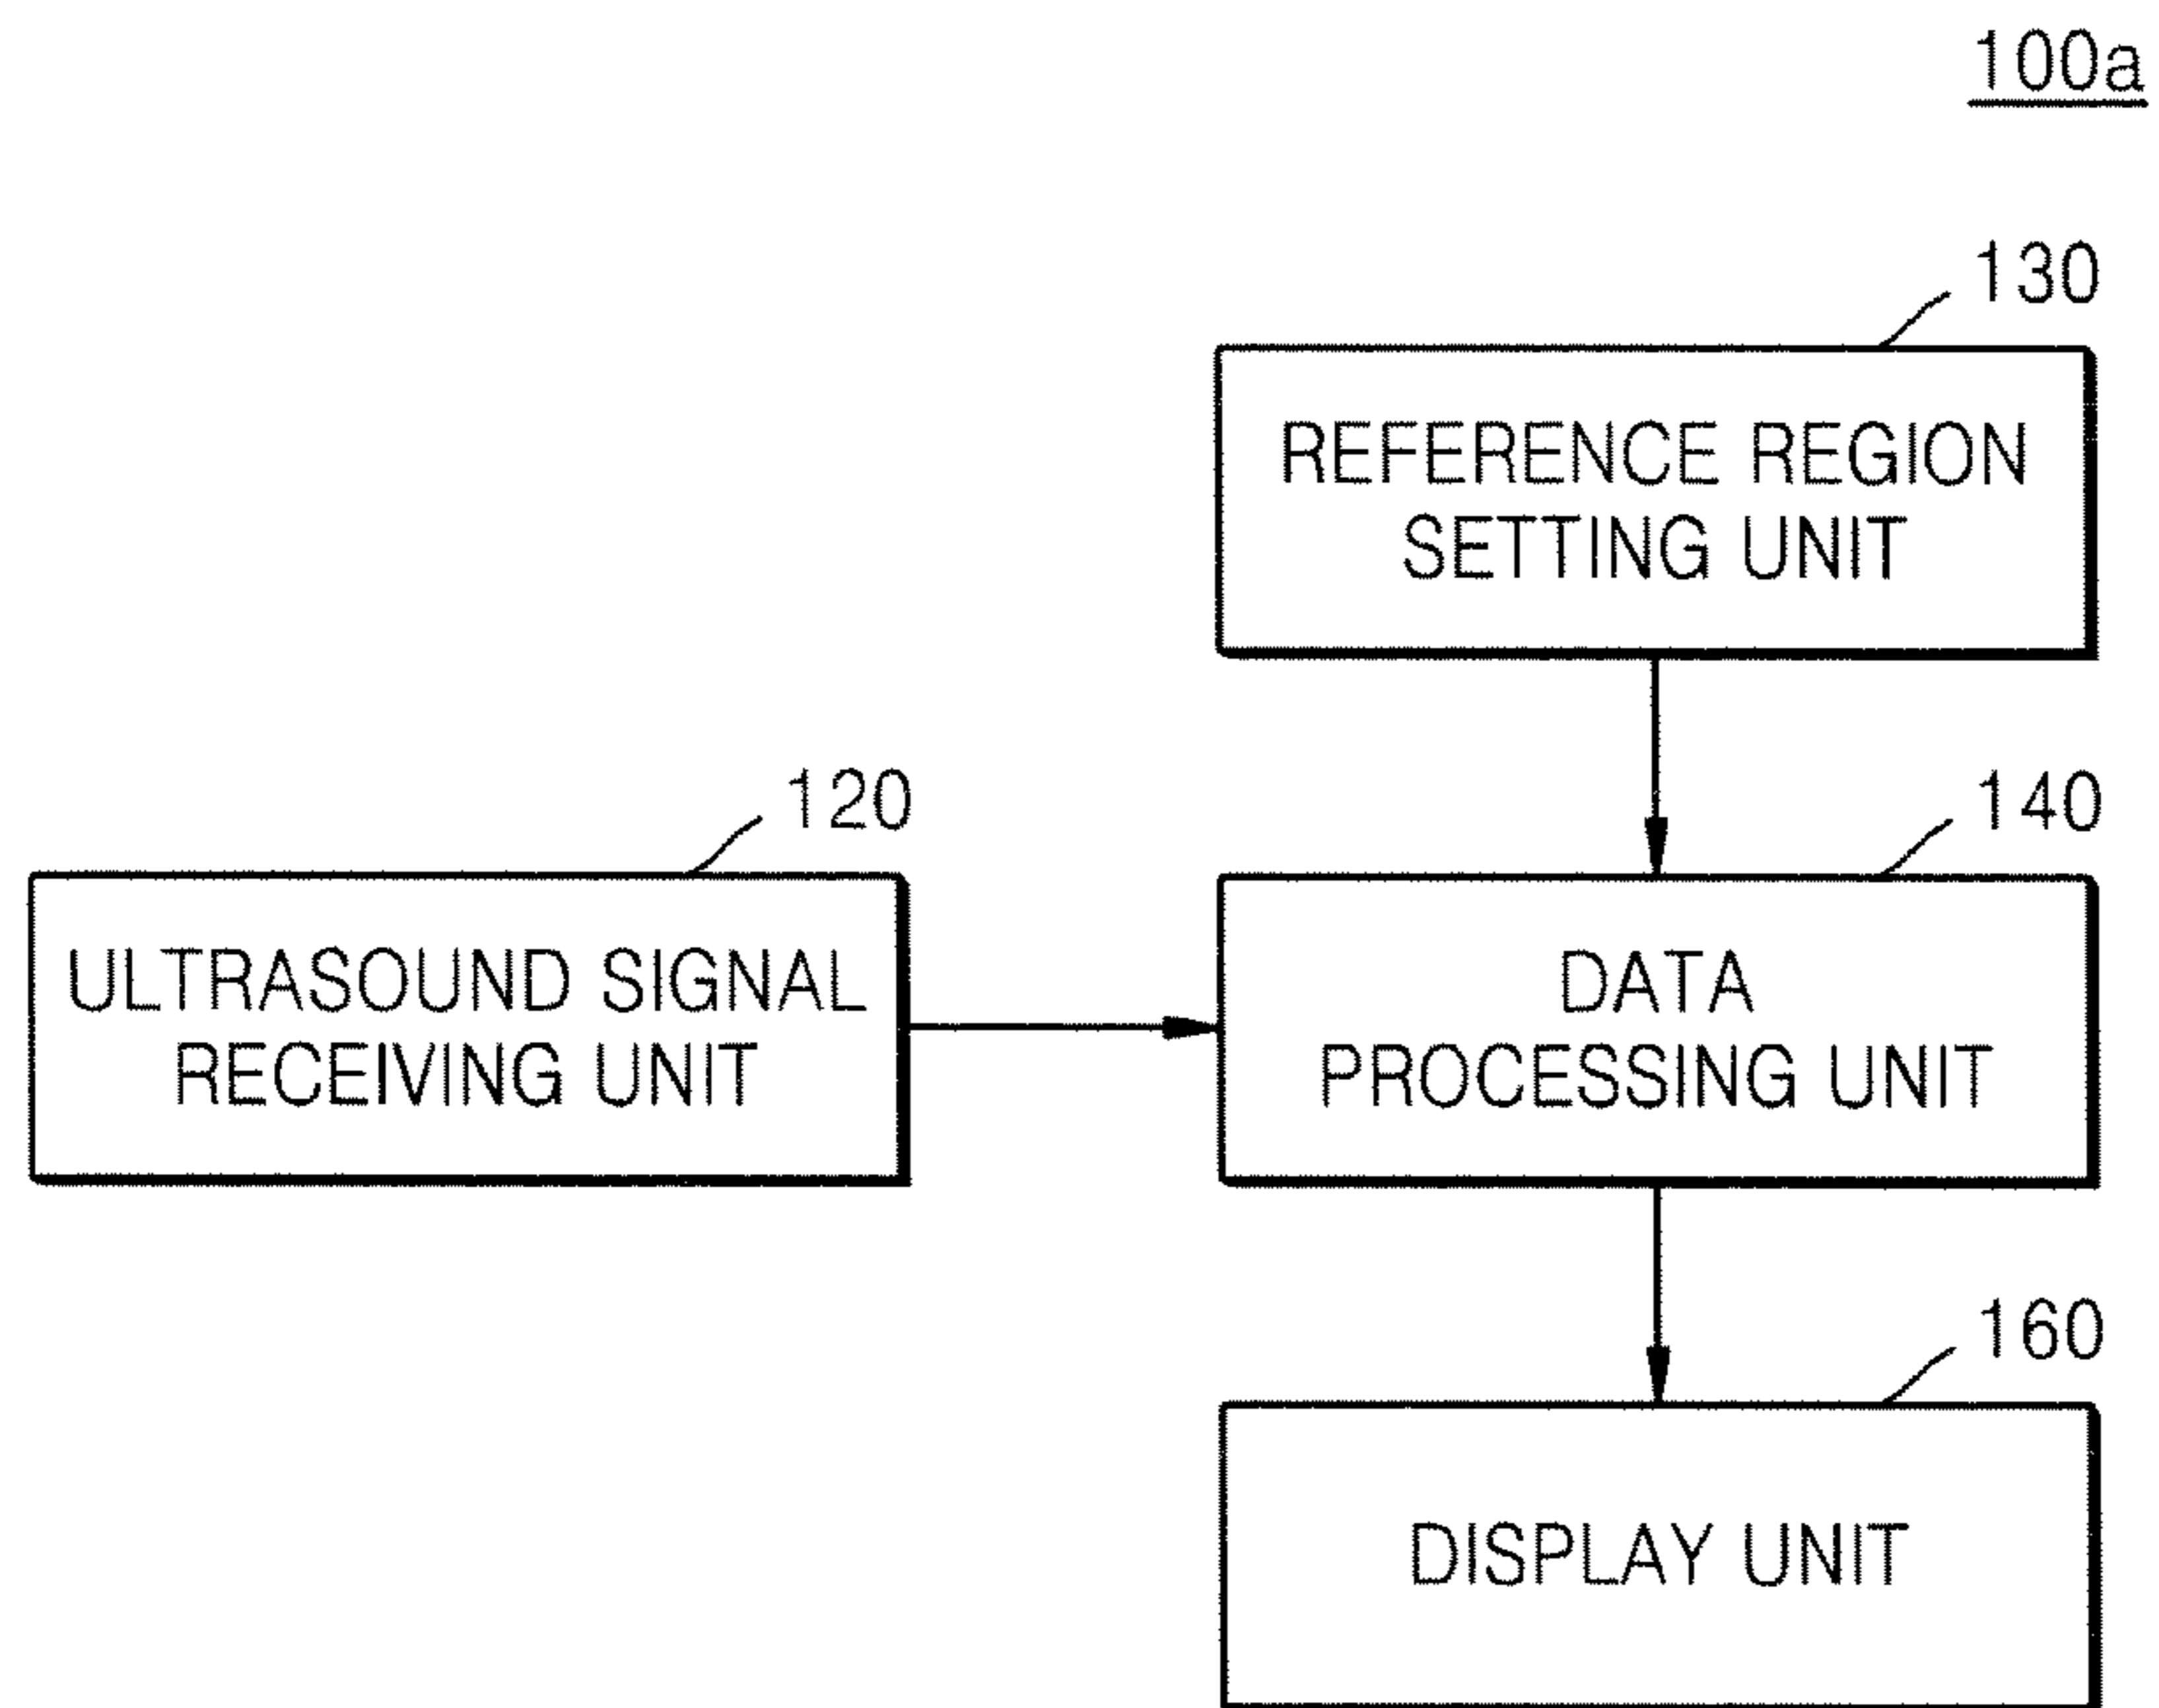 100a
130
REFERENCE REGION
SETTING UNIT
120
ULTRASOUND SIGNAL
RECEIVING UNIT
140
DATA
PROCESSING UNIT
160
DISPLAY UNIT